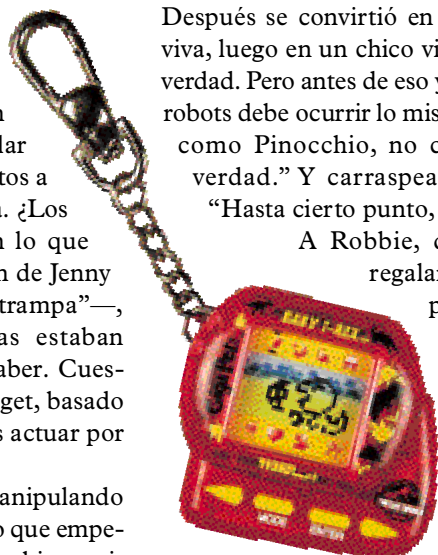 lar
tos a
a. ¿Los
n lo que
n de Jenny
trampa”—,
as estaban
aber. Cues-
get, basado
s actuar por
anipulando
o que empe-
Después se convirtió en
viva, luego en un chico vi
verdad. Pero antes de eso y
robots debe ocurrir lo mis
como Pinocchio, no c
verdad.” Y carraspea
“Hasta cierto punto,
A Robbie,
regalar
p